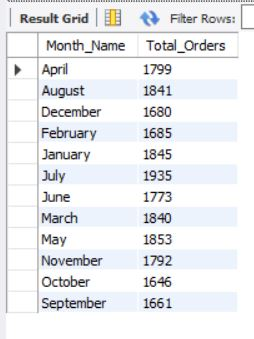 Result Grid Filter Rows:
Month_Name Total_Orders
April 1799
August 1841
December 1680
February 1685
January 1845
July 1935
June 1773
March 1840
May 1853
November 1792
October 1646
September 1661